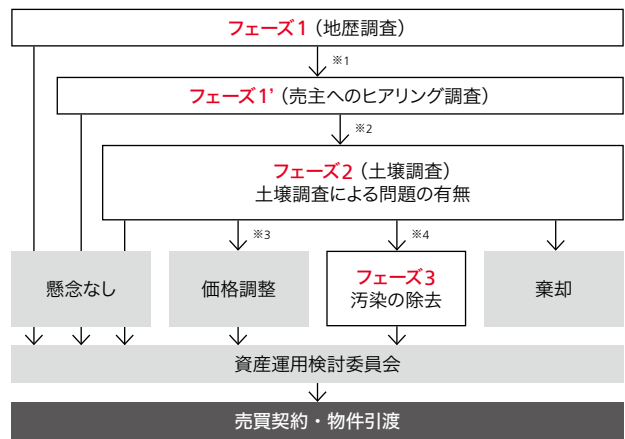 フェーズ1（地歴調査）
※1
フェーズ1’（売主へのヒアリング調査）
※2
フェーズ2（土壌調査）
土壌調査による問題の有無
※3
※4
懸念なし
価格調整
フェーズ3
汚染の除去
棄却
資産運用検討委員会
売買契約・物件引渡